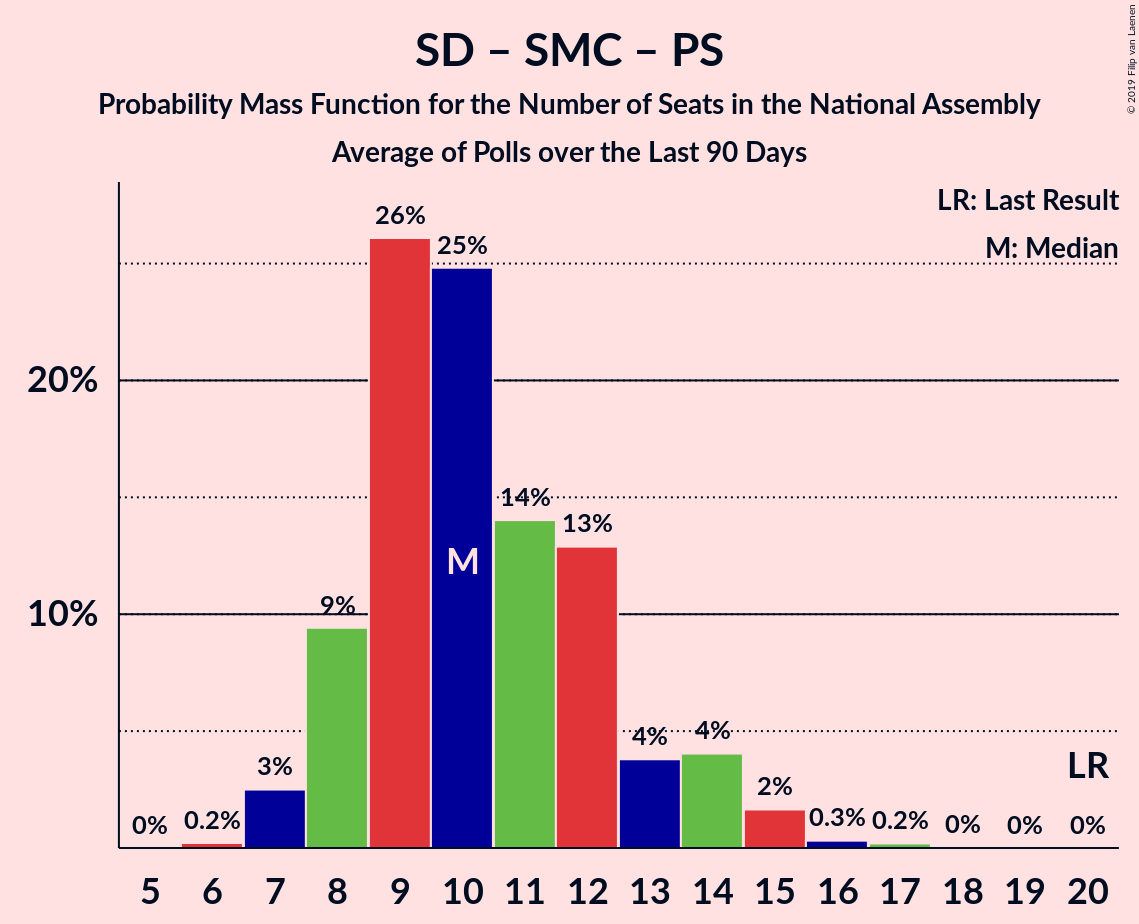 SD – SMC – PS
Probability Mass Function for the Number of Seats in the National Assembly
Average of Polls over the Last 90 Days
© 2019 Filip van Laenen
LR: Last Result
M: Median
26%
25%
20%
14%
13%
M
10%
9%
4%
4%
LR
3%
2%
0%
0.2%
0.3%
0.2%
0%
0%
0%
5 6 7 8 9 10 11 12 13 14 15 16 17 18 19 20